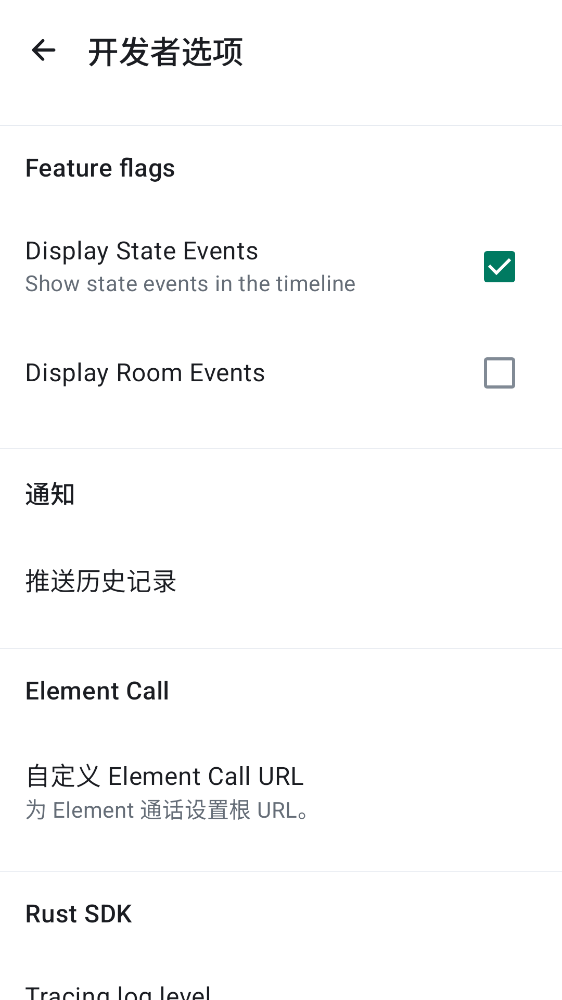 开发者选项
Feature flags
Display State Events
Show state events in the timeline
Display Room Events
通知
推送历史记录
Element Call
自定义 Element Call URL
为 Element 通话设置根 URL。
Rust SDK
Tracing log level